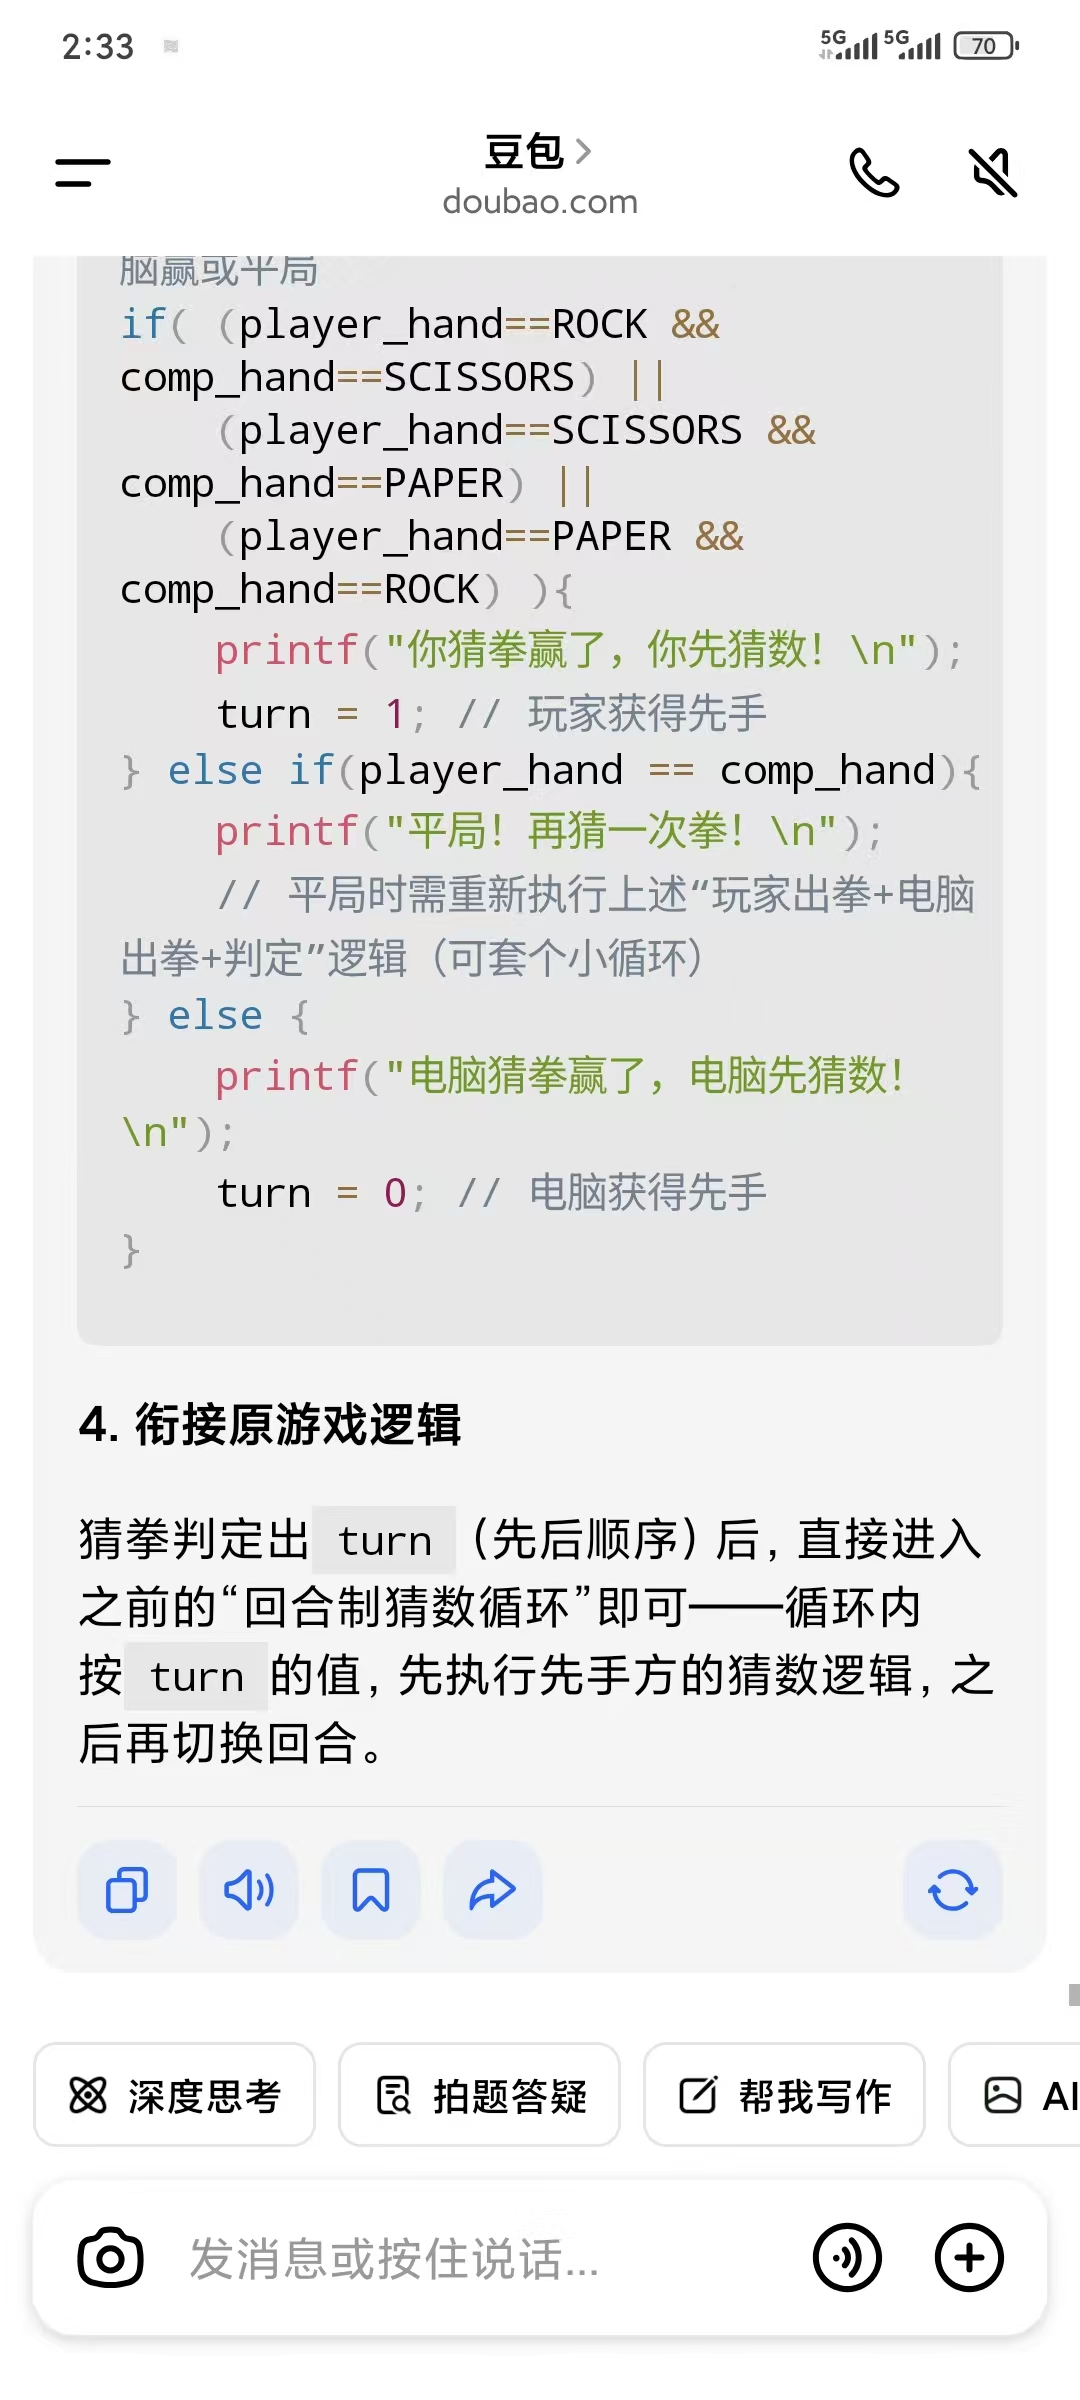 2:33
5G 5G 70
豆包
doubao.com
脑赢或平局
if( (player_hand==ROCK &&
comp_hand==SCISSORS) ||
(player_hand==SCISSORS &&
comp_hand==PAPER) ||
(player_hand==PAPER &&
comp_hand==ROCK) ){
printf("你猜拳赢了，你先猜数！\n");
turn = 1; // 玩家获得先手
} else if(player_hand == comp_hand){
printf("平局！再猜一次拳！\n");
// 平局时需重新执行上述“玩家出拳+电脑
出拳+判定”逻辑（可套个小循环）
} else {
printf("电脑猜拳赢了，电脑先猜数！
\n");
turn = 0; // 电脑获得先手
}
4. 衔接原游戏逻辑
猜拳判定出 turn （先后顺序）后，直接进入
之前的“回合制猜数循环”即可——循环内
按 turn 的值，先执行先手方的猜数逻辑，之
后再切换回合。
深度思考 拍题答疑 帮我写作 AI
发消息或按住说话...